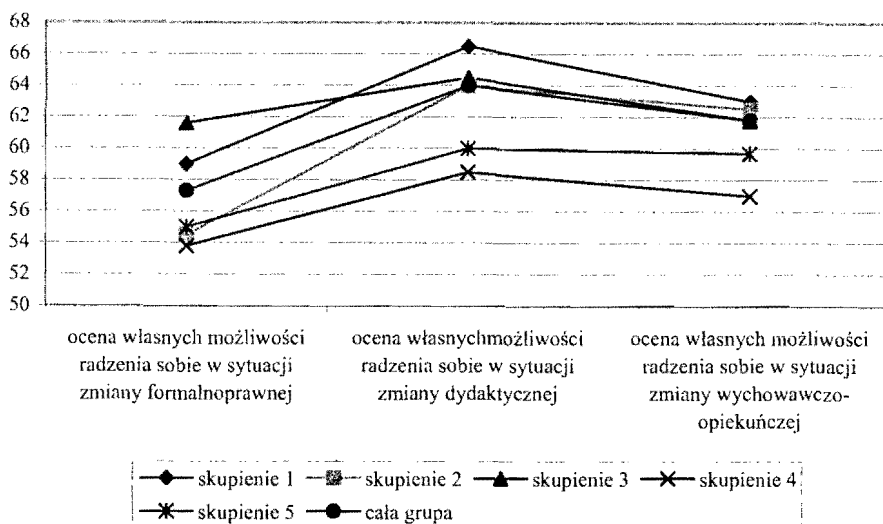 68
66
64
62
60
58
56
54
52
50
ocena własnych możliwości
radzenia sobie w sytuacji
zmiany formalnoprawnej
ocena własnychmożliwości
radzenia sobie w sytuacji
zmiany dydaktycznej
ocena własnych możliwości
radzenia sobie w sytuacji
zmiany wychowawczo-
opiekuńczej
skupienie 1 skupienie 2 skupienie 3 skupienie 4
skupienie 5 cała grupa